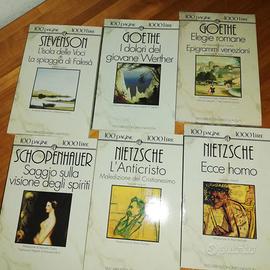 100 pagine 1000 lire
STEVENSON
L'Isola delle Voci
La spiaggia di Falesà
100 pagine 1000 lire
GOETHE
I dolori del
giovane Werther
100 pagine 1000 lire
GOETHE
Elegie romane
Epigrammi veneziani
100 pagine 1000 lire
SCHOPENHAUER
Saggio sulla
visione degli spiriti
100 pagine 1000 lire
NIETZSCHE
L'Anticristo
Maledizione del Cristianesimo
100 pagine 1000 lire
NIETZSCHE
Ecce homo